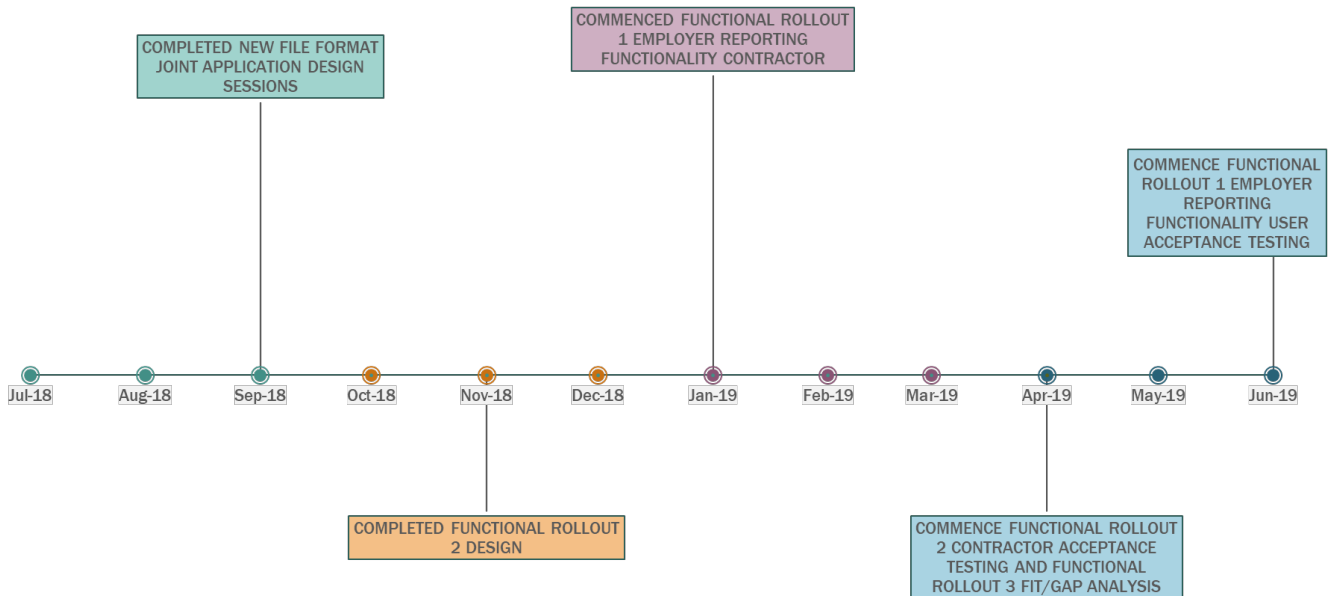 COMMENCED FUNCTIONAL ROLLOUT
1 EMPLOYER REPORTING
FUNCTIONALITY CONTRACTOR
COMPLETED NEW FILE FORMAT
JOINT APPLICATION DESIGN
SESSIONS
COMMENCE FUNCTIONAL
ROLLOUT 1 EMPLOYER
REPORTING
FUNCTIONALITY USER
ACCEPTANCE TESTING
Jul-18
Aug-18
Sep-18
Oct-18
Nov-18
Dec-18
Jan-19
Feb-19
Mar-19
Apr-19
May-19
Jun-19
COMPLETED FUNCTIONAL ROLLOUT
2 DESIGN
COMMENCE FUNCTIONAL ROLLOUT
2 CONTRACTOR ACCEPTANCE
TESTING AND FUNCTIONAL
ROLLOUT 3 FIT/GAP ANALYSIS